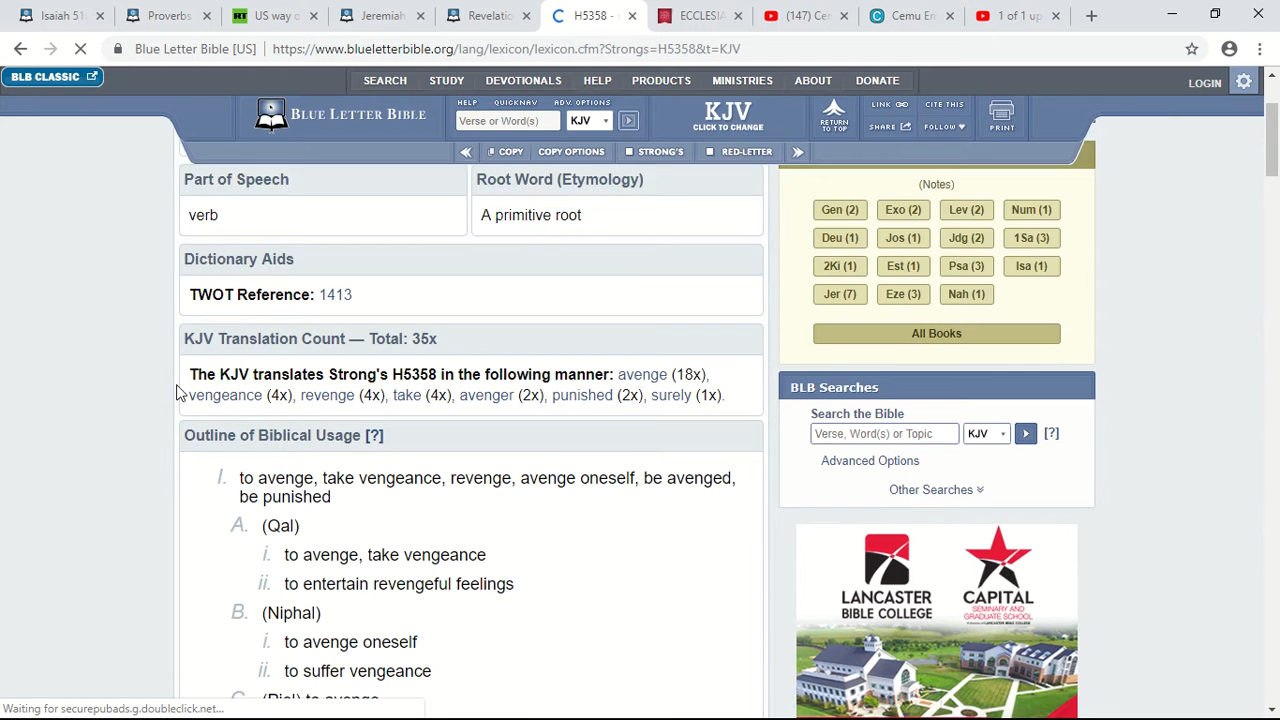 Isaiah 51
Proverbs
US way o
Jeremia
Revelatio
H5358 -
ECCLESIA
(147) Cer
Cemu En
1 of 1 up
Blue Letter Bible [US] https://www.blueletterbible.org/lang/lexicon/lexicon.cfm?Strongs=H5358&t=KJV
BLB CLASSIC
SEARCH STUDY DEVOTIONALS HELP PRODUCTS MINISTRIES ABOUT DONATE
LOGIN
BLUE LETTER BIBLE
HELP QUICKNAV ADV. OPTIONS
Verse or Word(s) KJV
KJV
CLICK TO CHANGE
RETURN
TO TOP
LINK CITE THIS
SHARE FOLLOW
PRINT
COPY COPY OPTIONS STRONG'S RED-LETTER
Part of Speech
verb
Root Word (Etymology)
A primitive root
Dictionary Aids
TWOT Reference: 1413
KJV Translation Count — Total: 35x
The KJV translates Strong's H5358 in the following manner: avenge (18x),
vengeance (4x), revenge (4x), take (4x), avenger (2x), punished (2x), surely (1x).
Outline of Biblical Usage [?]
I. to avenge, take vengeance, revenge, avenge oneself, be avenged,
be punished
A. (Qal)
i. to avenge, take vengeance
ii. to entertain revengeful feelings
B. (Niphal)
i. to avenge oneself
ii. to suffer vengeance
C. (Piel) to avenge
(Notes)
Gen (2) Exo (2) Lev (2) Num (1)
Deu (1) Jos (1) Jdg (2) 1Sa (3)
2Ki (1) Est (1) Psa (3) Isa (1)
Jer (7) Eze (3) Nah (1)
All Books
BLB Searches
Search the Bible
Verse, Word(s) or Topic KJV [?]
Advanced Options
Other Searches
LANCASTER
BIBLE COLLEGE
CAPITAL
SEMINARY AND
GRADUATE SCHOOL
Waiting for securepubads.g.doubleclick.net...